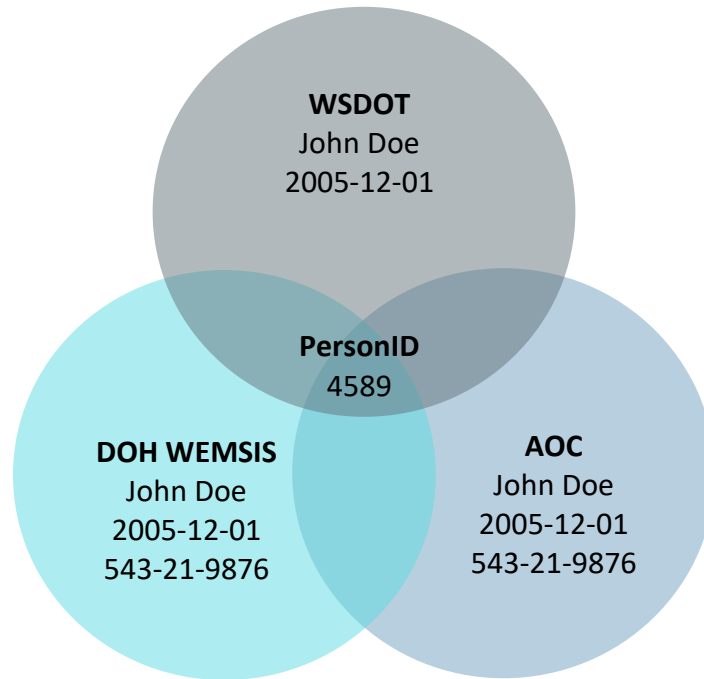 WSDOT
John Doe
2005-12-01
PersonID
4589
DOH WEMSIS
John Doe
2005-12-01
543-21-9876
AOC
John Doe
2005-12-01
543-21-9876